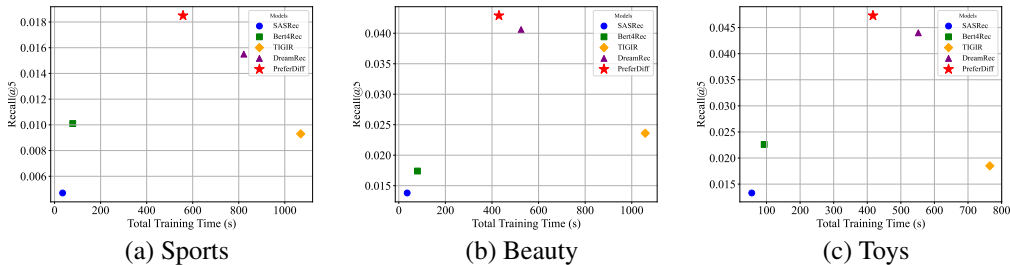 0.018
0.016
0.014
0.012
0.010
0.008
0.006
Recall@5
0 200 400 600 800 1000
Total Training Time (s)
Models
SASRec
Bert4Rec
TIGIR
DreamRec
PreferDiff
(a) Sports
0.040
0.035
0.030
0.025
0.020
0.015
Recall@5
0 200 400 600 800 1000
Total Training Time (s)
Models
SASRec
Bert4Rec
TIGIR
DreamRec
PreferDiff
(b) Beauty
0.045
0.040
0.035
0.030
0.025
0.020
0.015
Recall@5
100 200 300 400 500 600 700 800
Total Training Time (s)
Models
SASRec
Bert4Rec
TIGIR
DreamRec
PreferDiff
(c) Toys